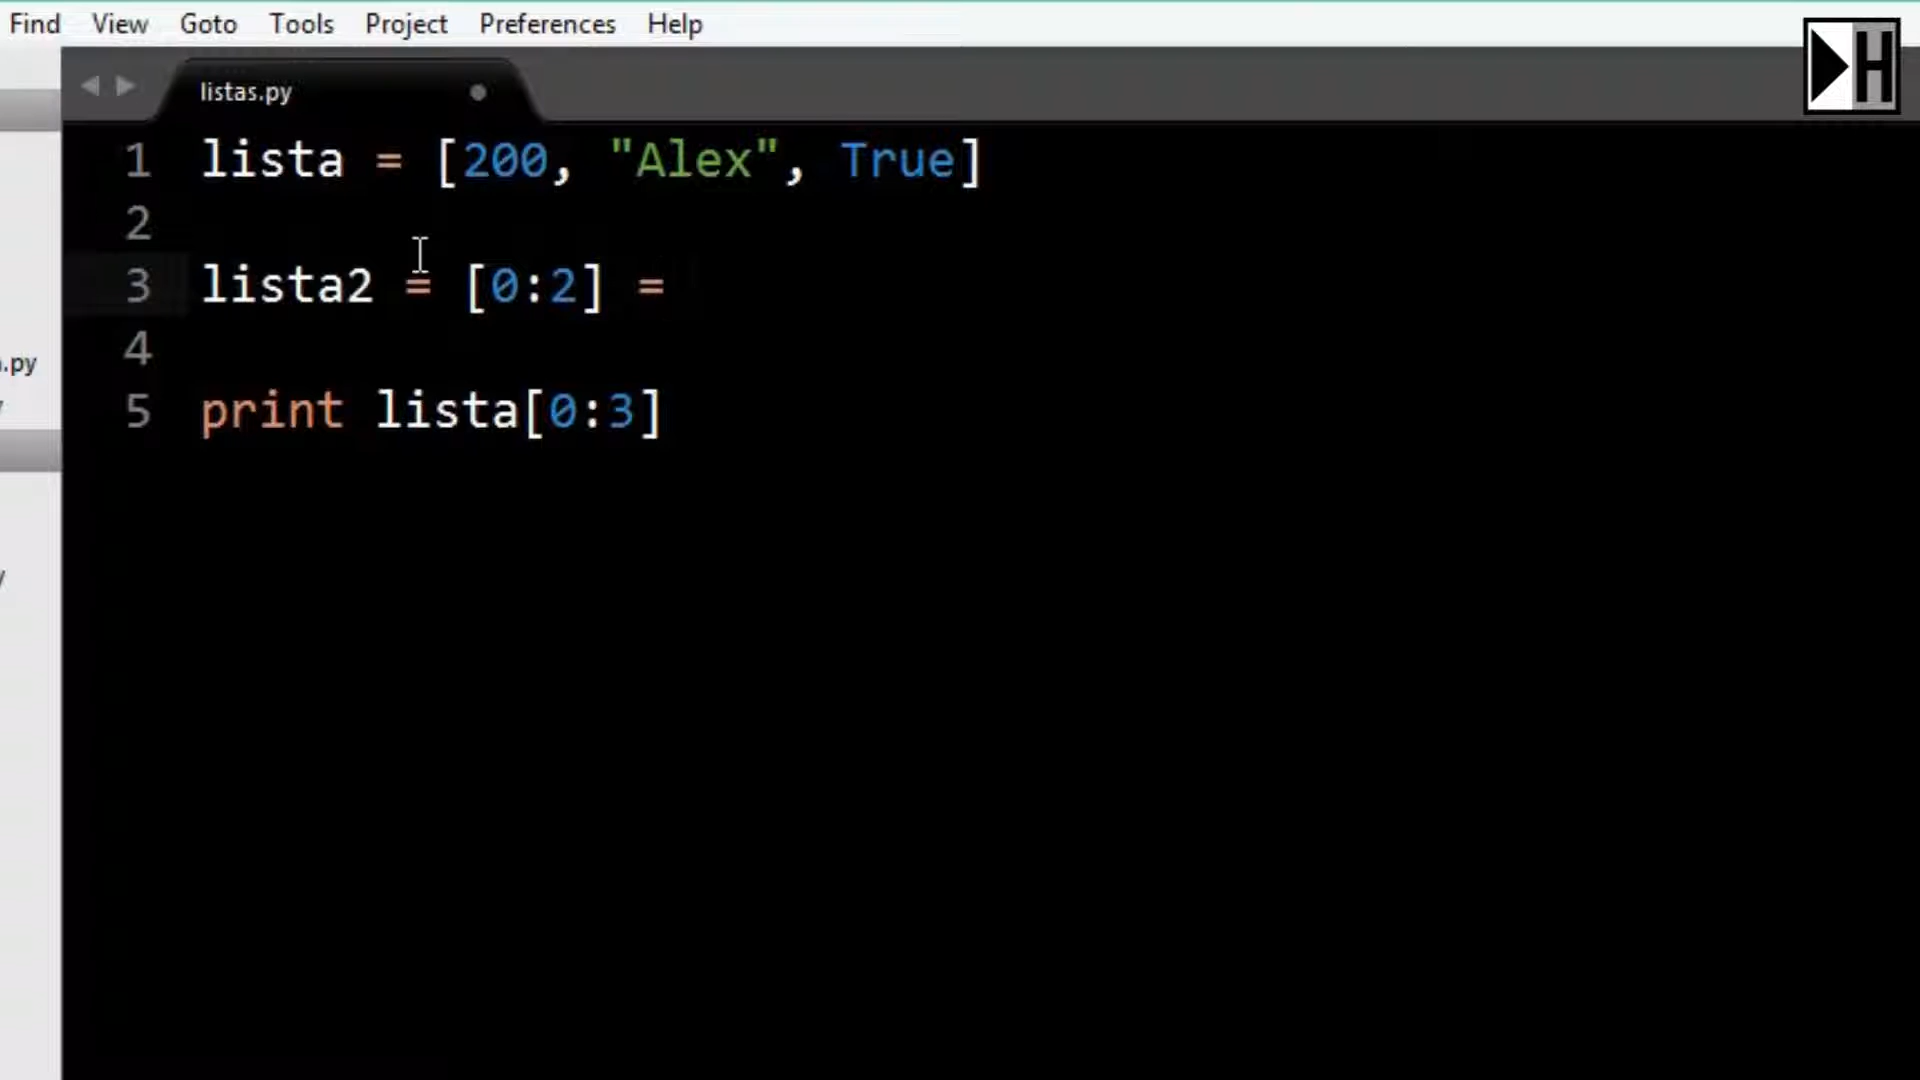 Find View Goto Tools Project Preferences Help
H
listas.py
.py
1 lista = [200, "Alex", True]
2
3 lista2 = [0:2] =
4
5 print lista[0:3]